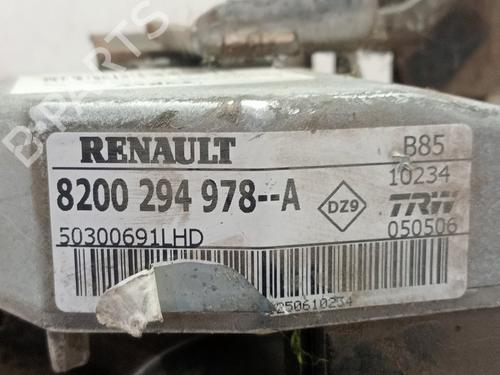 RENAULT
B85
8200 294 978--A
DZ9
10234
TRW
50300691LHD
050506
250610234
B-PARTS